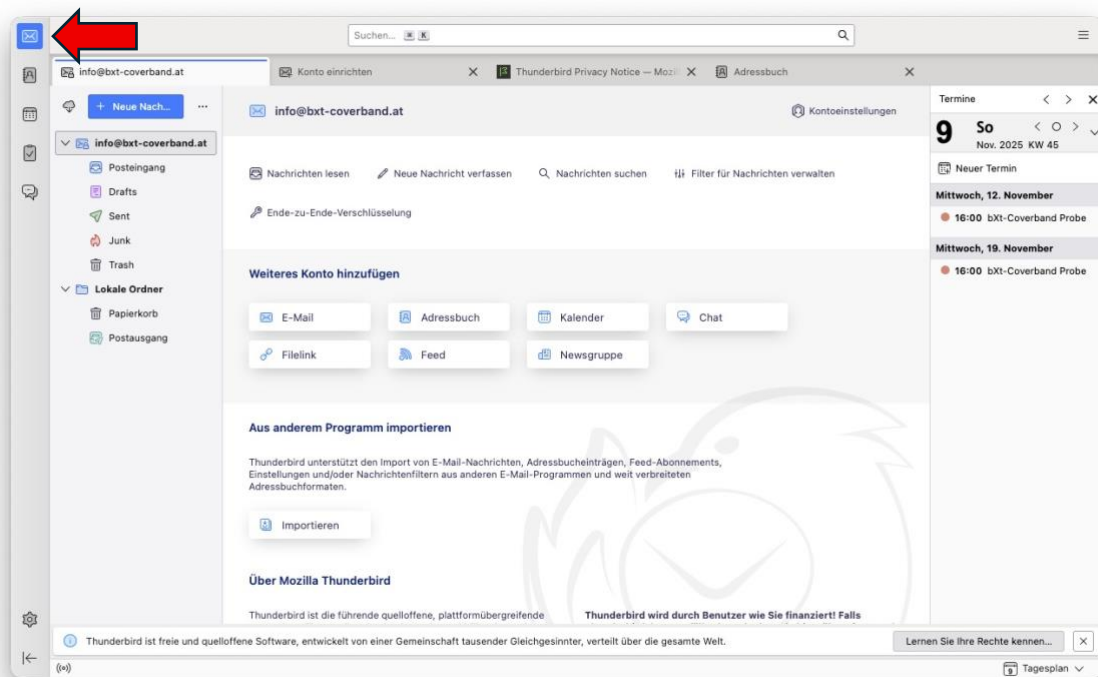 Suchen... ⌘ K
info@bxt-coverband.at
Konto einrichten
Thunderbird Privacy Notice — Mozil
Adressbuch
+ Neue Nach...
info@bxt-coverband.at
Posteingang
Drafts
Sent
Junk
Trash
Lokale Ordner
Papierkorb
Postausgang
info@bxt-coverband.at
Kontoeinstellungen
Nachrichten lesen
Neue Nachricht verfassen
Nachrichten suchen
Filter für Nachrichten verwalten
Ende-zu-Ende-Verschlüsselung
Weiteres Konto hinzufügen
E-Mail
Adressbuch
Kalender
Chat
Filelink
Feed
Newsgruppe
Aus anderem Programm importieren
Thunderbird unterstützt den Import von E-Mail-Nachrichten, Adressbucheinträgen, Feed-Abonnements,
Einstellungen und/oder Nachrichtenfiltern aus anderen E-Mail-Programmen und weit verbreiteten
Adressbuchformaten.
Importieren
Über Mozilla Thunderbird
Thunderbird ist die führende quelloffene, plattformübergreifende
Thunderbird wird durch Benutzer wie Sie finanziert! Falls
Termine
9 So
Nov. 2025 KW 45
Neuer Termin
Mittwoch, 12. November
16:00 bXt-Coverband Probe
Mittwoch, 19. November
16:00 bXt-Coverband Probe
Thunderbird ist freie und quelloffene Software, entwickelt von einer Gemeinschaft tausender Gleichgesinnter, verteilt über die gesamte Welt.
Lernen Sie Ihre Rechte kennen...
9 Tagesplan